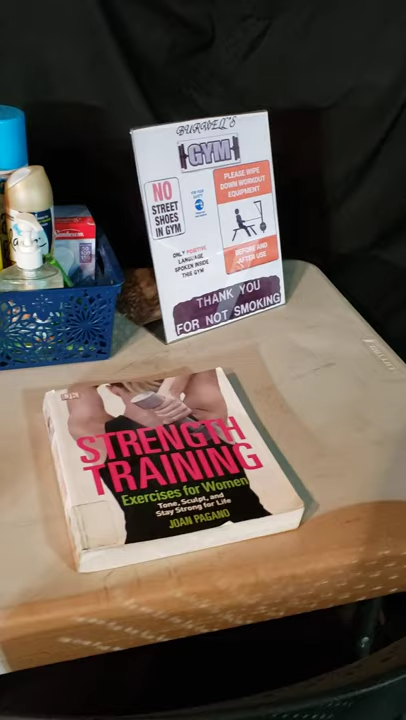 BURWELL'S
GYM
NO
STREET
SHOES
IN GYM
PLEASE WIPE
DOWN WORKOUT
EQUIPMENT
ONLY POSITIVE
LANGUAGE
SPOKEN INSIDE
THIS GYM
BEFORE AND
AFTER USE
THANK YOU
FOR NOT SMOKING
DK
STRENGTH
TRAINING
Exercises for Women
Tone, Sculpt, and
Stay Strong for Life
JOAN PAGANO